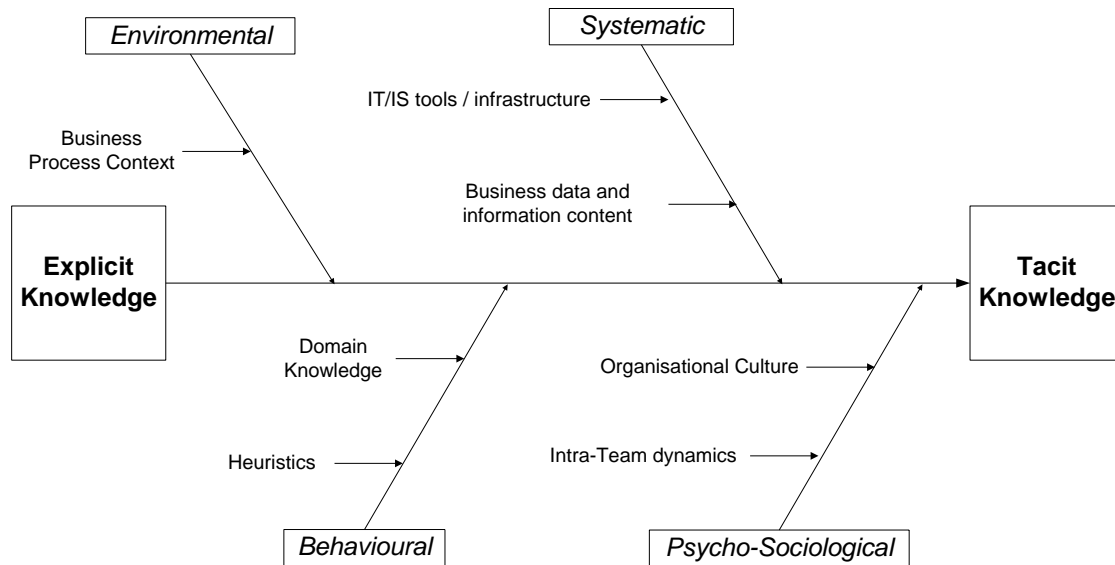 Environmental
Systematic
IT/IS tools / infrastructure
Business
Process Context
Business data and
information content
Explicit
Knowledge
Tacit
Knowledge
Domain
Knowledge
Organisational Culture
Heuristics
Intra-Team dynamics
Behavioural
Psycho-Sociological